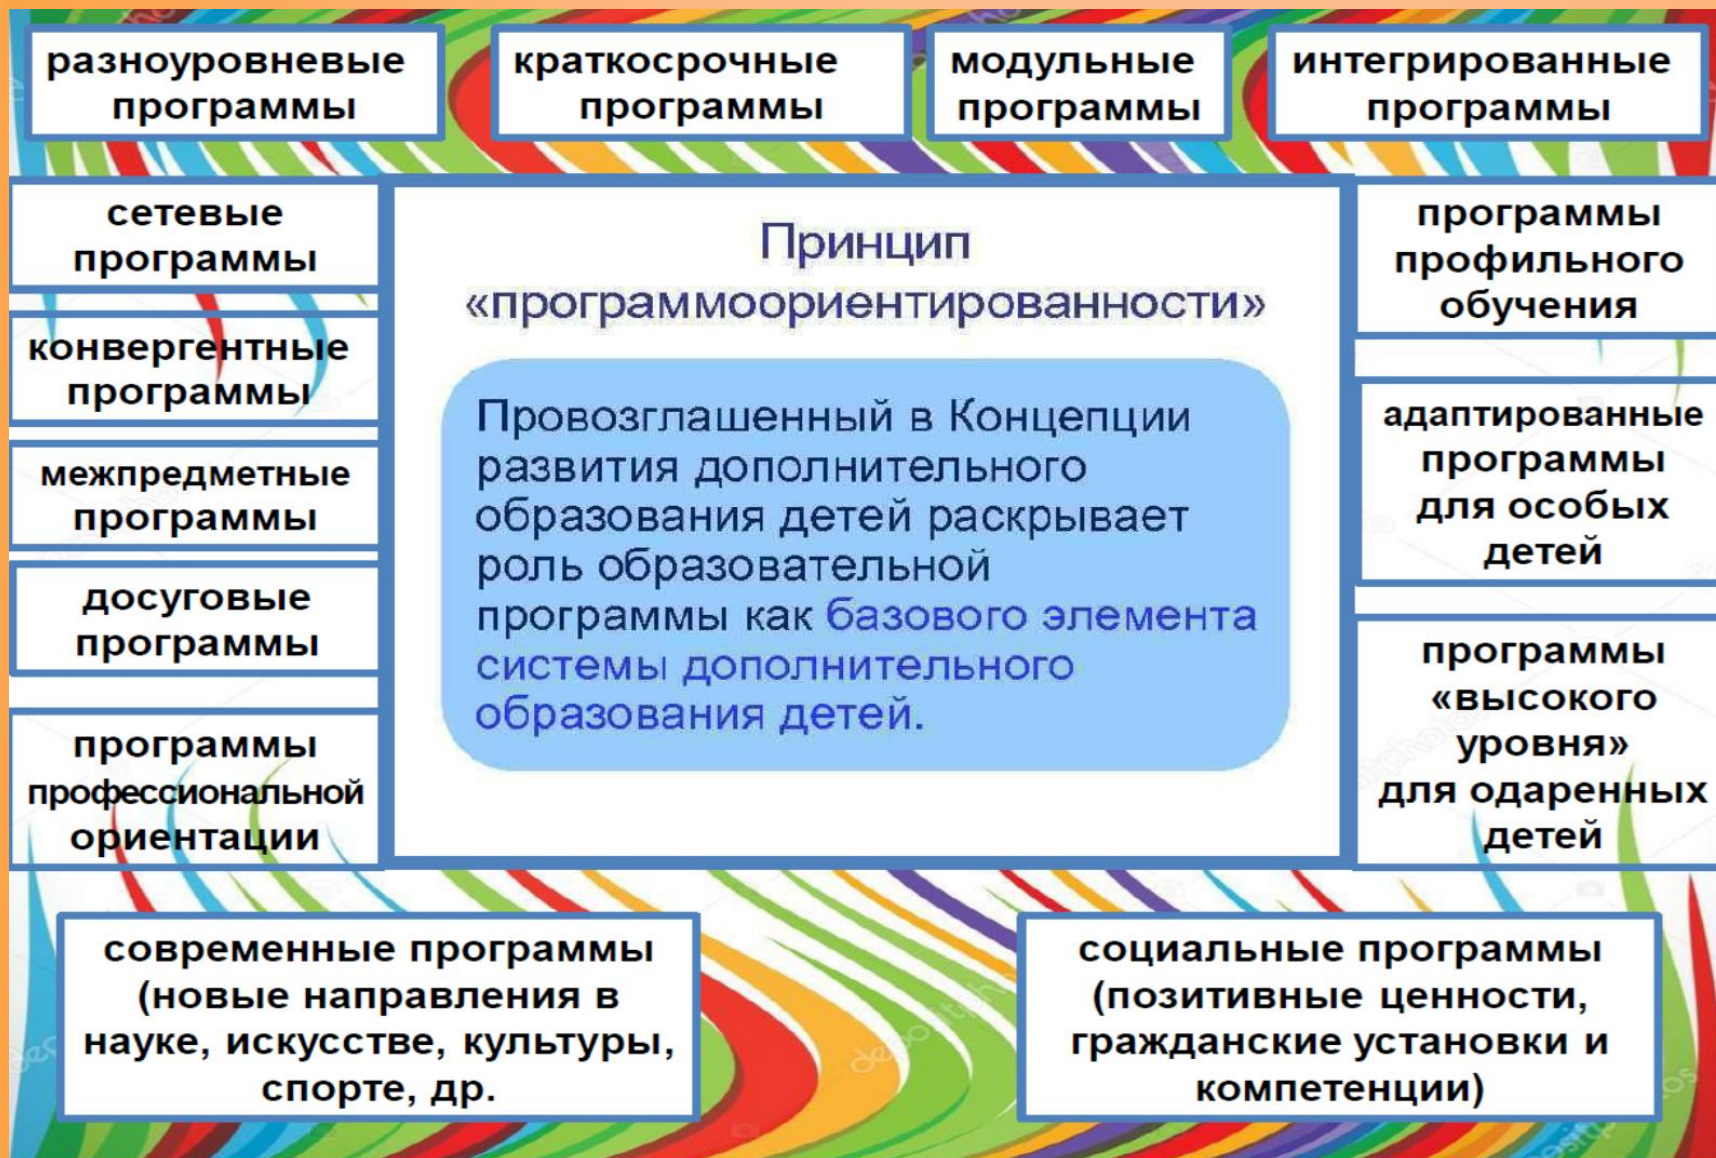 разноуровневые
программы
краткосрочные
программы
модульные
программы
интегрированные
программы
сетевые
программы
конвергентные
программы
межпредметные
программы
досуговые
программы
программы
профессиональной
ориентации
Принцип
«программоориентированности»
Провозглашенный в Концепции
развития дополнительного
образования детей раскрывает
роль образовательной
программы как базового элемента
системы дополнительного
образования детей.
программы
профильного
обучения
адаптированные
программы
для особых
детей
программы
«высокого
уровня»
для одаренных
детей
современные программы
(новые направления в
науке, искусстве, культуры,
спорте, др.
социальные программы
(позитивные ценности,
гражданские установки и
компетенции)
depositphotos